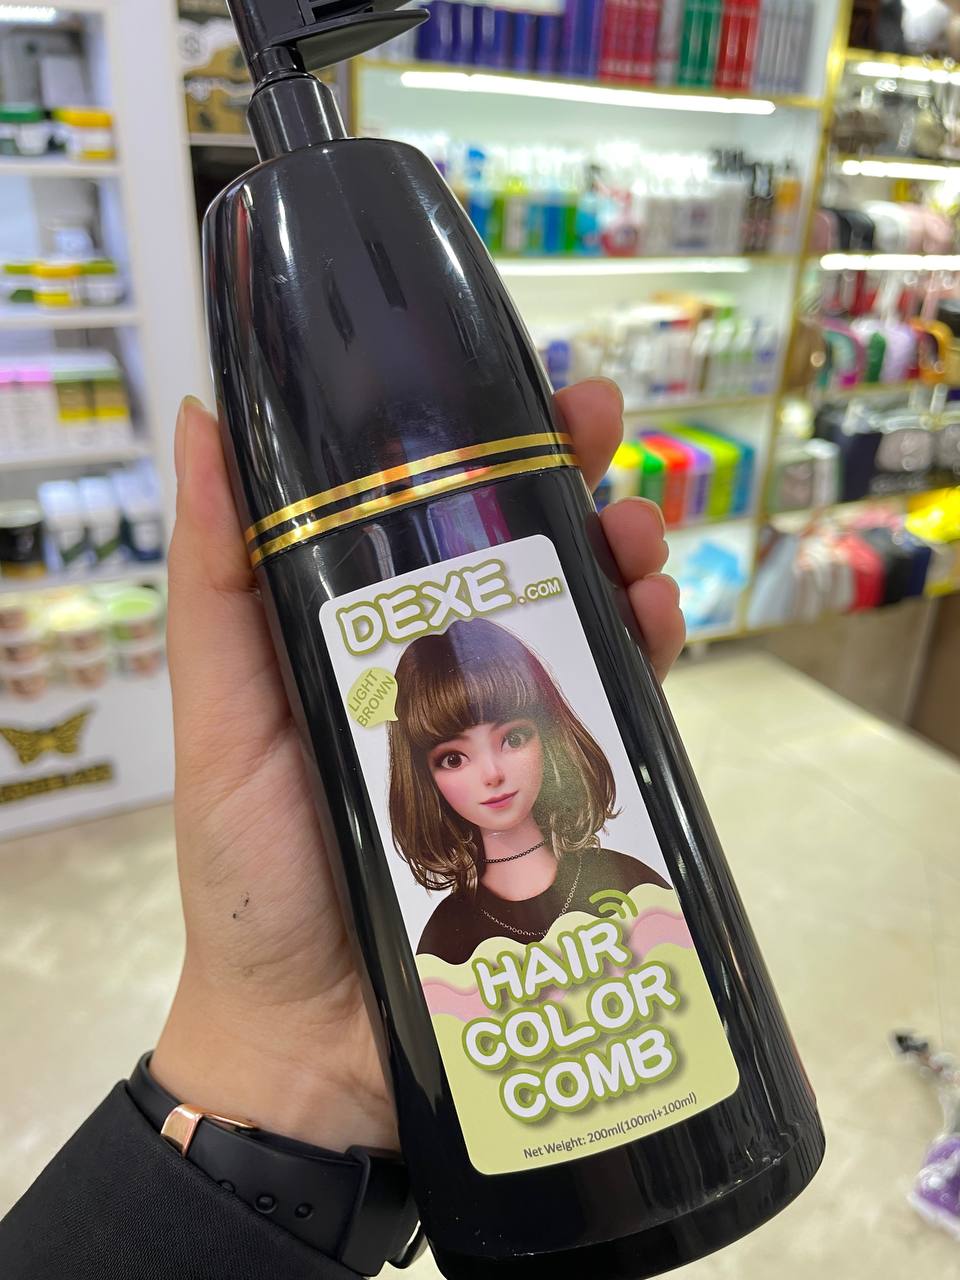 DEXE.COM
LIGHT
BROWN
HAIR
COLOR
COMB
Net Weight: 200ml(100ml+100ml)